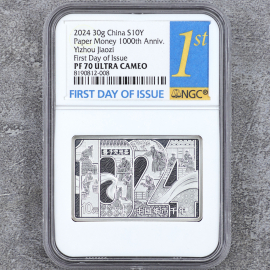 2024 30g China S10Y
Paper Money 1000th Anniv.
Yizhou Jiaozi
First Day of Issue
PF 70 ULTRA CAMEO
8190812-008
1st
FIRST DAY OF ISSUE
NGC
1024